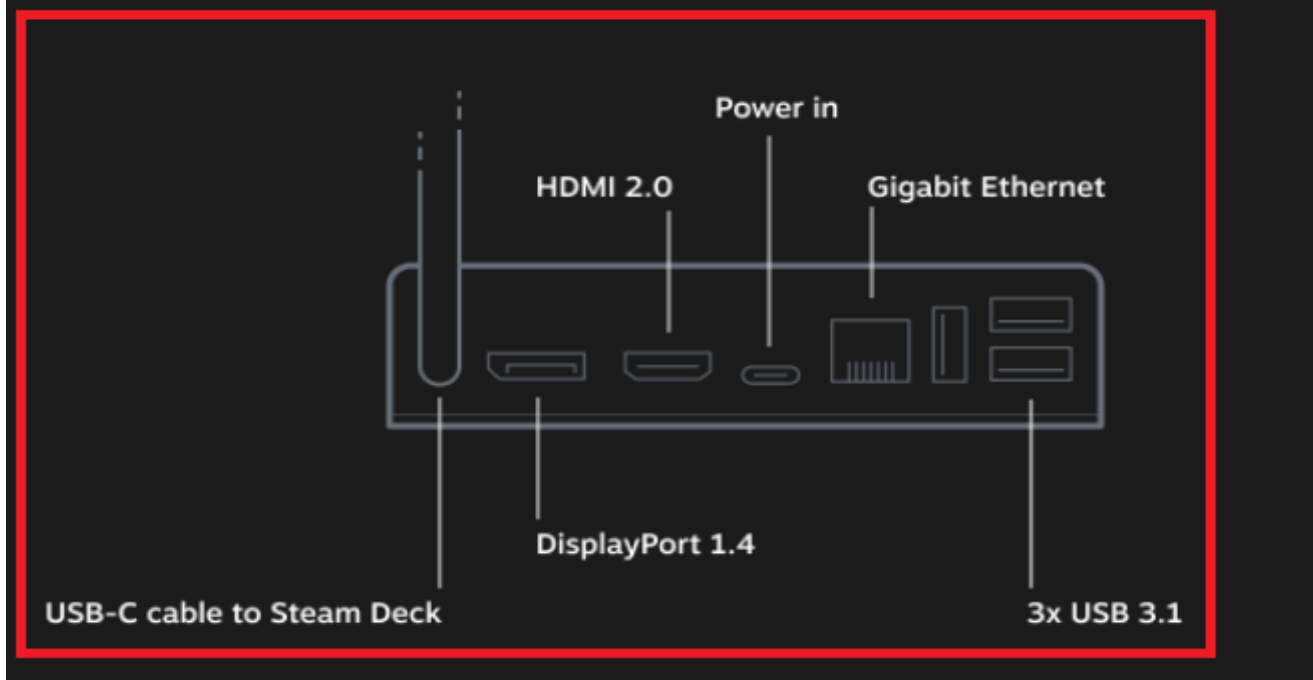 Power in
HDMI 2.0
Gigabit Ethernet
DisplayPort 1.4
USB-C cable to Steam Deck
3x USB 3.1